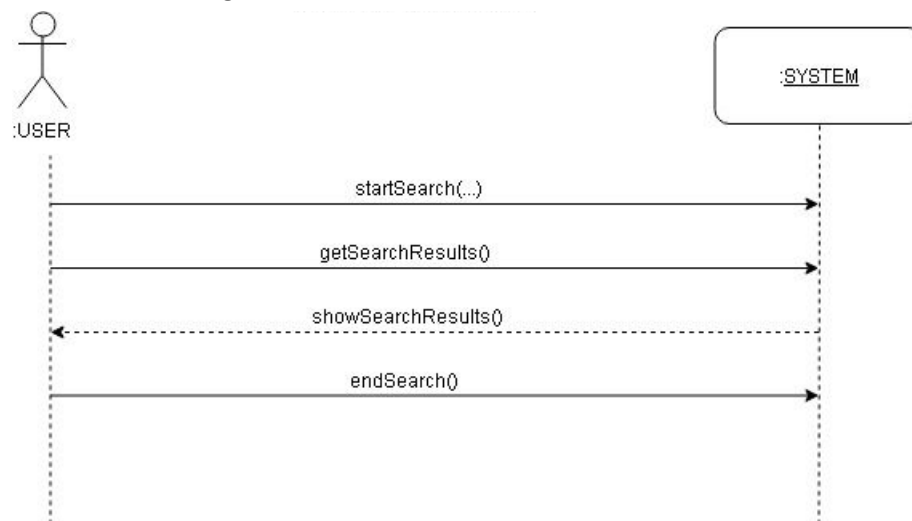 :SYSTEM
:USER
startSearch(...)
getSearchResults()
showSearchResults()
endSearch()